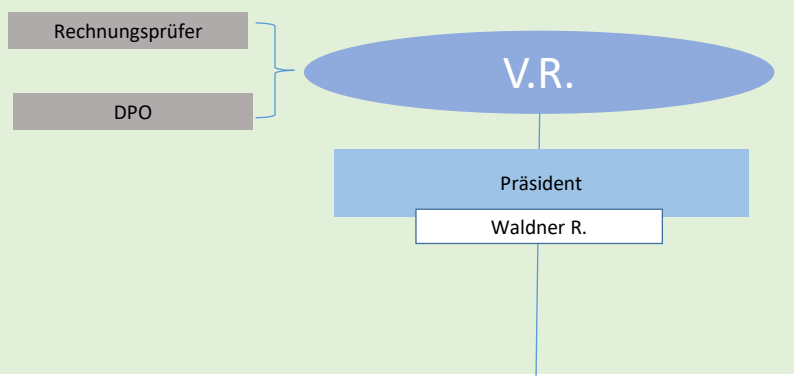 Rechnungsprüfer
DPO
V.R.
Präsident
Waldner R.